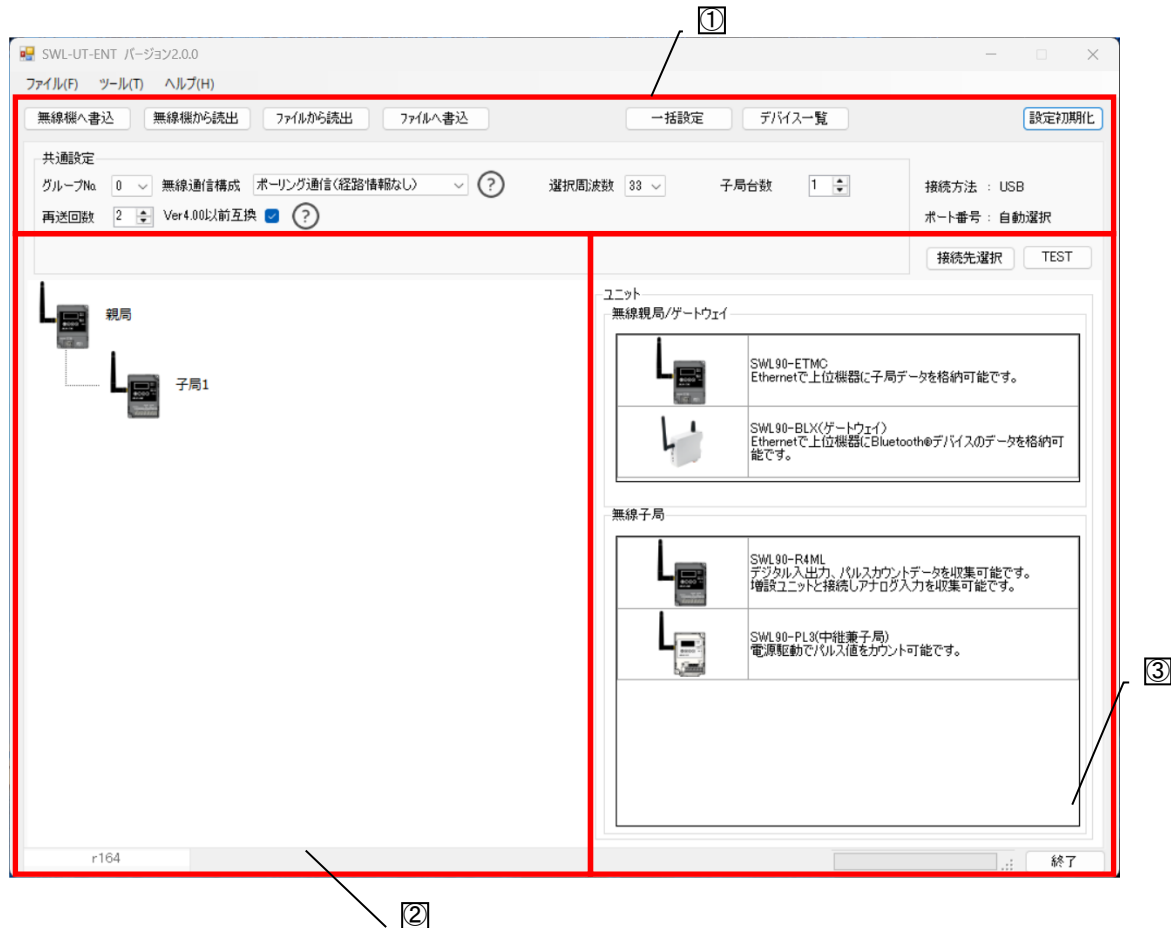 ①
SWL-UT-ENT バージョン2.0.0
ファイル(F) ツール(T) ヘルプ(H)
無線機へ書込 無線機から読出 ファイルから読出 ファイルへ書込 一括設定 デバイス一覧 設定初期化
共通設定
グループNo. 0 無線通信構成 ポーリング通信(経路情報なし) ? 選択周波数 33 子局台数 1 接続方法 : USB
再送回数 2 Ver4.00以前互換 ? ポート番号 : 自動選択
接続先選択 TEST
親局
子局1
ユニット
無線親局/ゲートウェイ
SWL90-ETMC
Ethernetで上位機器に子局データを格納可能です。
SWL90-BLX(ゲートウェイ)
Ethernetで上位機器にBluetooth®デバイスのデータを格納可
能です。
無線子局
SWL90-R4ML
デジタル入出力、パルスカウントデータを収集可能です。
増設ユニットと接続しアナログ入力を収集可能です。
SWL90-PL3(中継兼子局)
電源駆動でパルス値をカウント可能です。
③
r164 終了
②